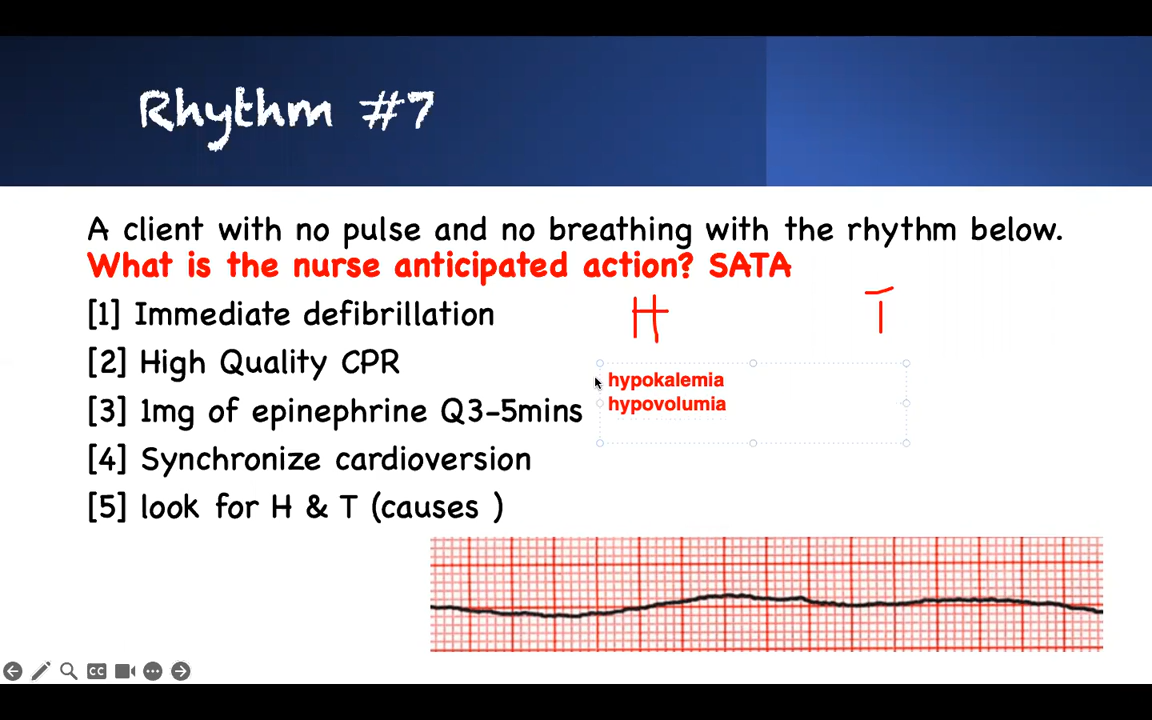 Rhythm #7
A client with no pulse and no breathing with the rhythm below.
What is the nurse anticipated action? SATA
[1] Immediate defibrillation
H T
[2] High Quality CPR
hypokalemia
hypovolumia
[3] 1mg of epinephrine Q3-5mins
[4] Synchronize cardioversion
[5] look for H & T (causes )
CC